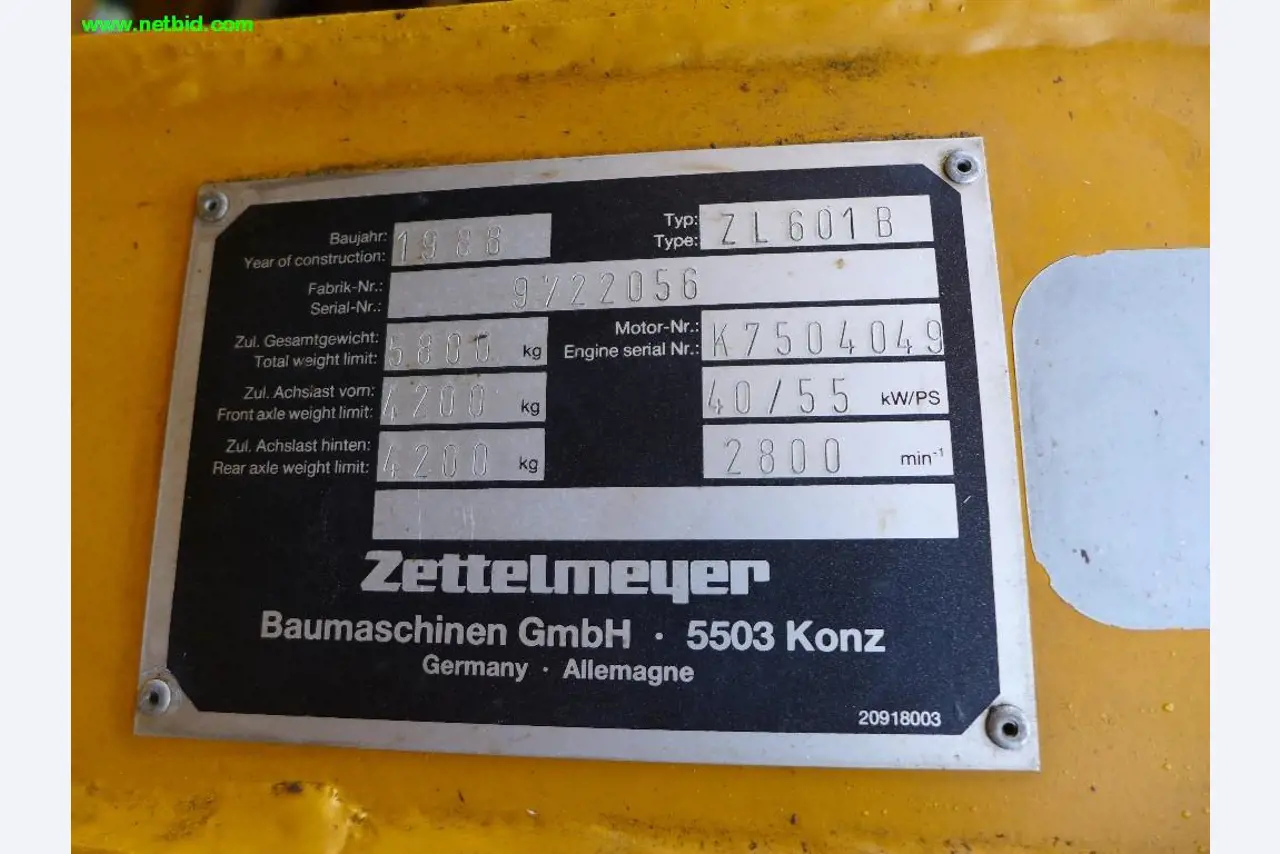 www.netbid.com
Baujahr: 1988 Typ: ZL601B
Year of construction: Type:
Fabrik-Nr.: 9722056
Serial-Nr.:
Zul. Gesamtgewicht: 5800 kg Motor-Nr.: K7504049
Total weight limit: Engine serial Nr.:
Zul. Achslast vorn: 4200 kg 40/55 kW/PS
Front axle weight limit:
Zul. Achslast hinten: 4200 kg 2800 min⁻¹
Rear axle weight limit:
Zettelmeyer
Baumaschinen GmbH · 5503 Konz
Germany · Allemagne
20918003